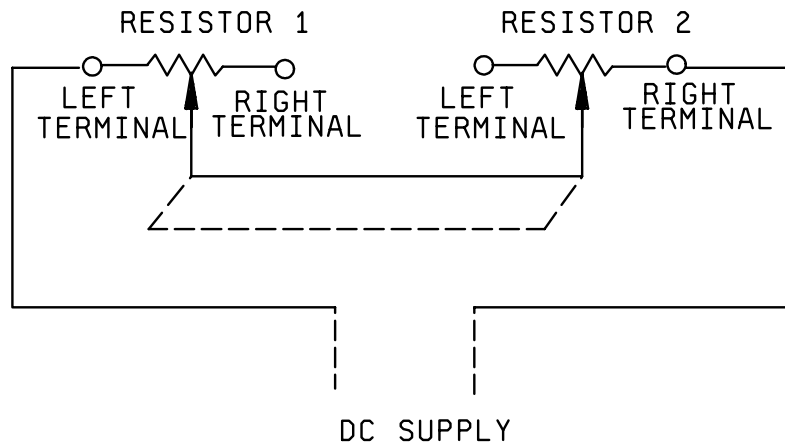 RESISTOR 1
RESISTOR 2
LEFT
TERMINAL
RIGHT
TERMINAL
LEFT
TERMINAL
RIGHT
TERMINAL
DC SUPPLY